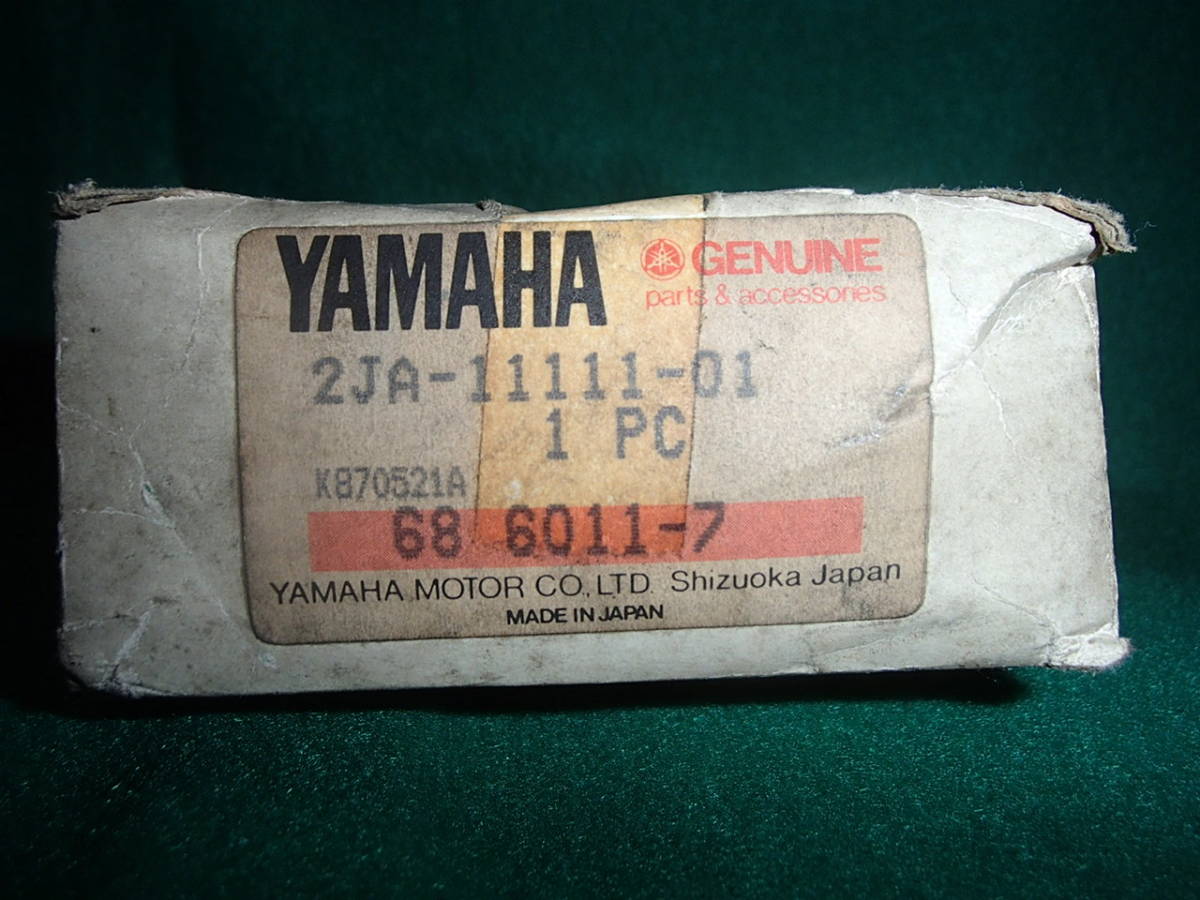 YAMAHA GENUINE
parts & accessories
2JA-11111-01
1 PC
K870521A
68 6011-7
YAMAHA MOTOR CO., LTD. Shizuoka Japan
MADE IN JAPAN